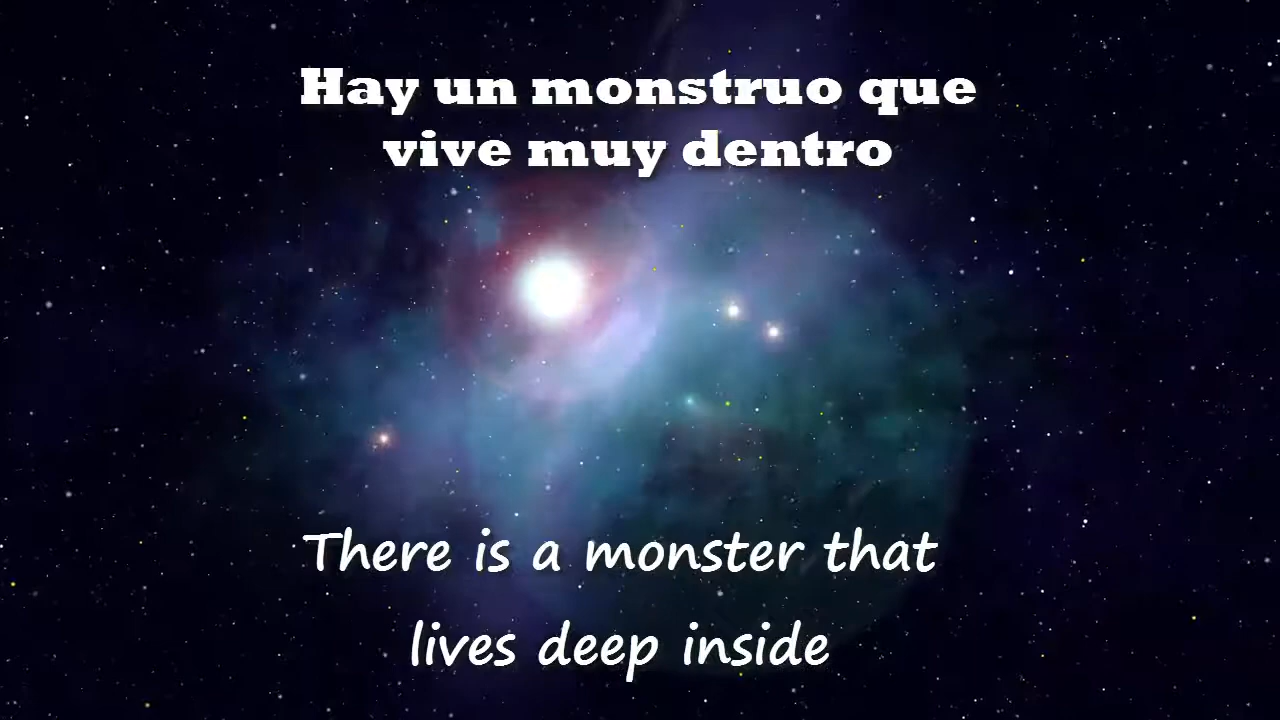 Hay un monstruo que
vive muy dentro
There is a monster that
lives deep inside